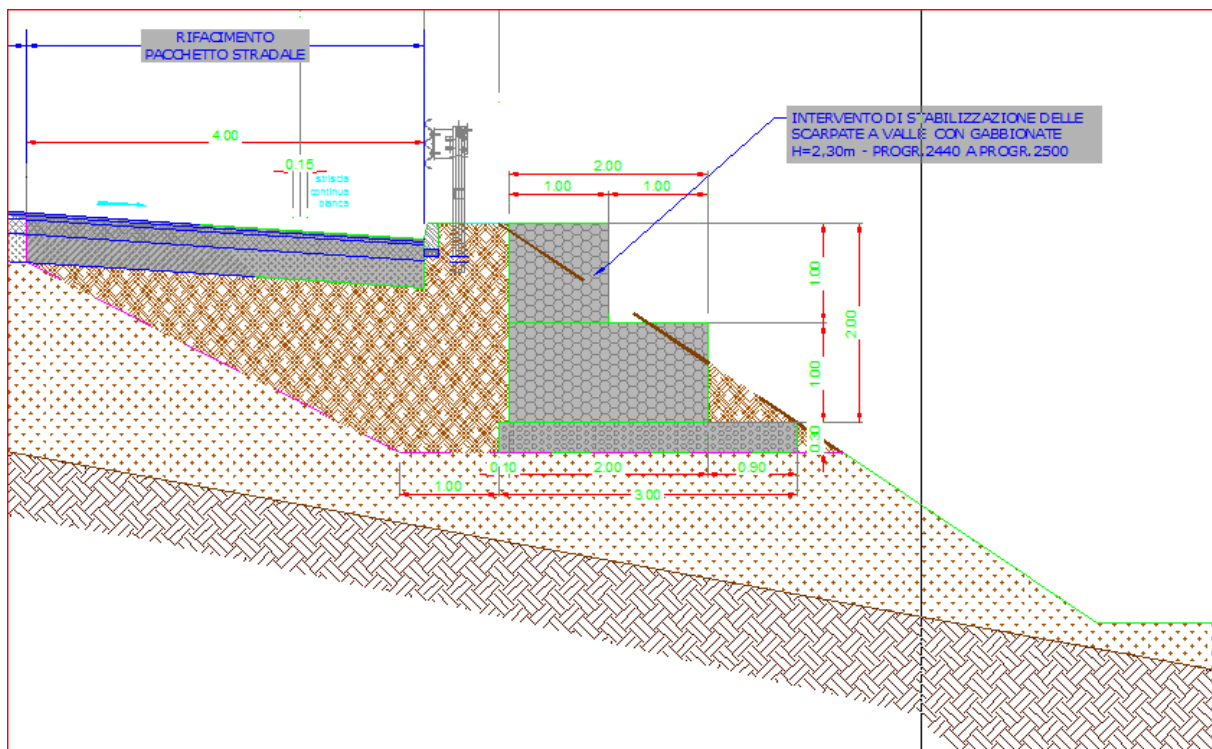 RIFACIMENTO
PACCHETTO STRADALE
4.00
0.15
striscia
continua
bianca
INTERVENTO DI STABILIZZAZIONE DELLE
SCARPATE A VALLE CON GABBIONATE
H=2,30m - PROGR.2440 A PROGR.2500
2.00
1.00 1.00
1.00
2.00
1.00
0.30
0.10 2.00 0.90
1.00 3.00